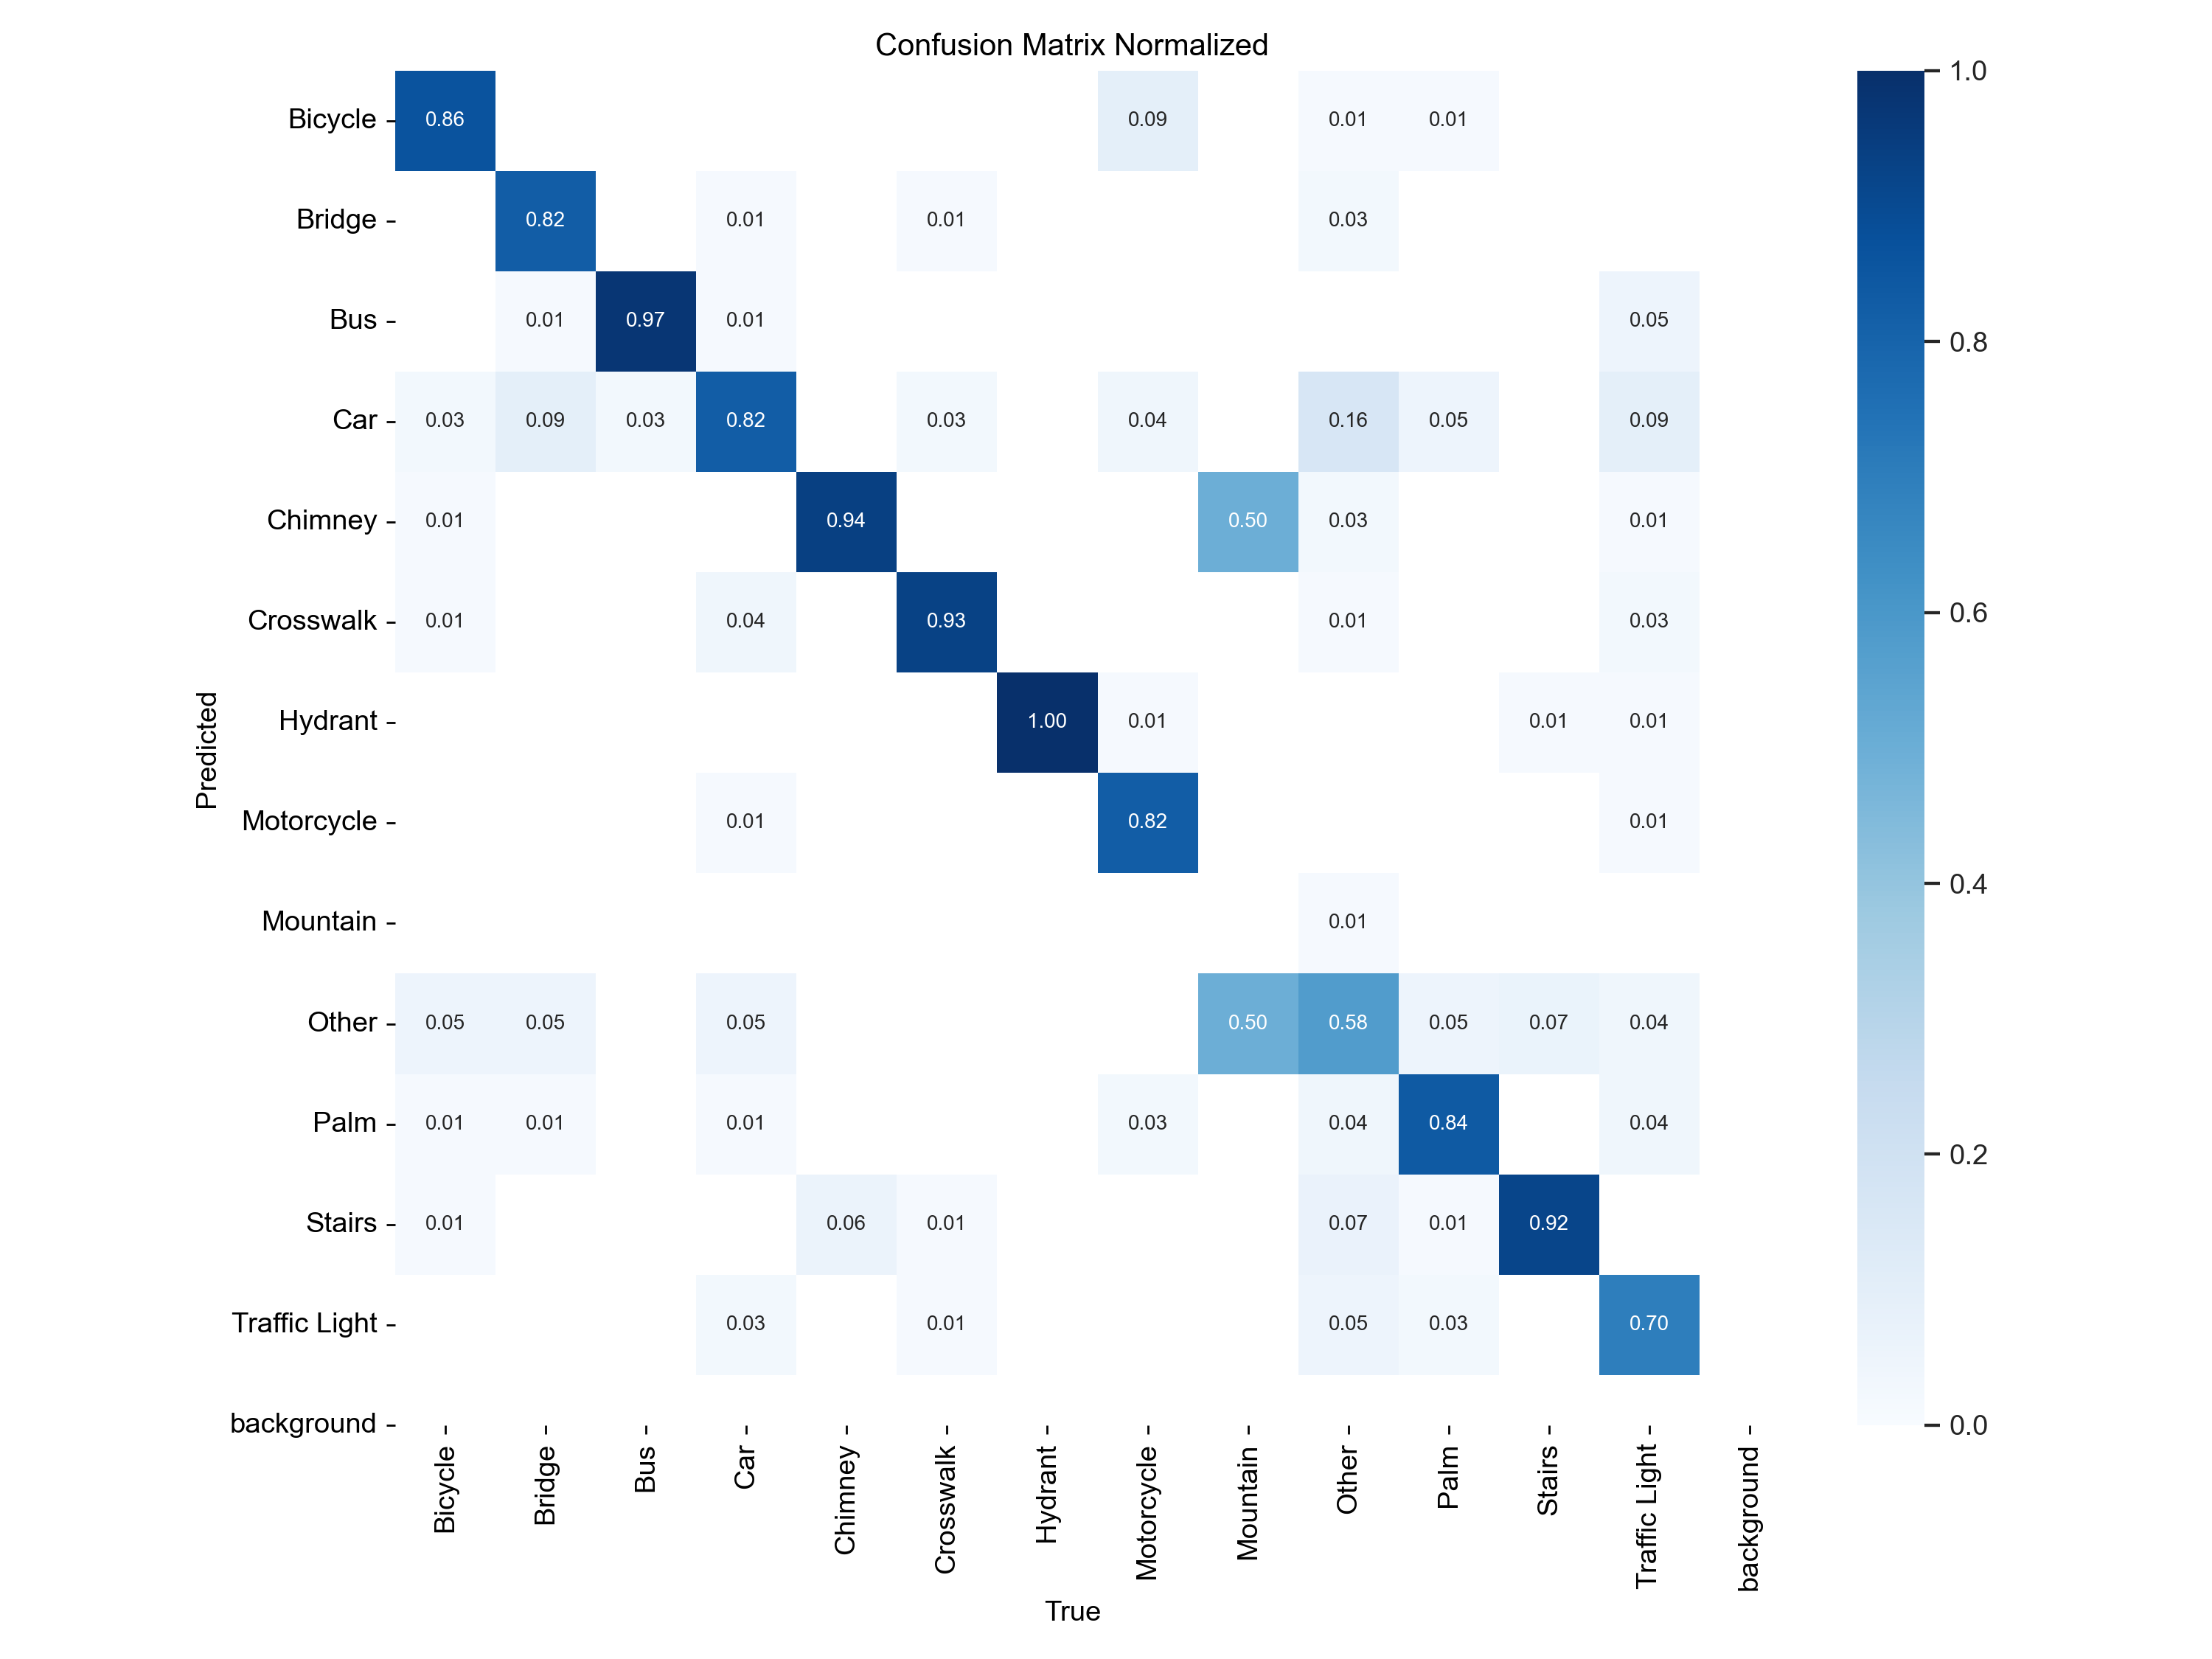 Confusion Matrix Normalized
Bicycle 0.86 0.09 0.01 0.01
Bridge 0.82 0.01 0.01 0.03
Bus 0.01 0.97 0.01 0.05
Car 0.03 0.09 0.03 0.82 0.03 0.04 0.16 0.05 0.09
Chimney 0.01 0.94 0.50 0.03 0.01
Crosswalk 0.01 0.04 0.93 0.01 0.03
Hydrant 1.00 0.01 0.01 0.01
Motorcycle 0.01 0.82 0.01
Mountain 0.01
Other 0.05 0.05 0.05 0.50 0.58 0.05 0.07 0.04
Palm 0.01 0.01 0.01 0.03 0.04 0.84 0.04
Stairs 0.01 0.06 0.01 0.07 0.01 0.92
Traffic Light 0.03 0.01 0.05 0.03 0.70
background
Predicted
Bicycle
Bridge
Bus
Car
Chimney
Crosswalk
Hydrant
Motorcycle
Mountain
Other
Palm
Stairs
Traffic Light
background
True
1.0
0.8
0.6
0.4
0.2
0.0